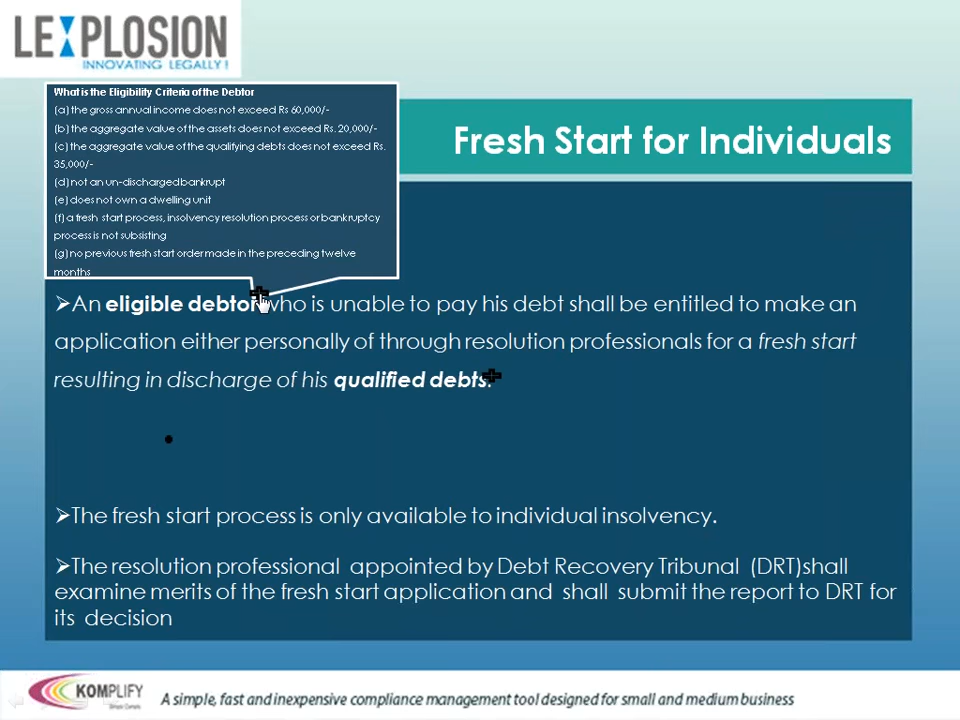 LEXPLOSION
INNOVATING LEGALLY!
What is the Eligibility Criteria of the Debtor
(a) the gross annual income does not exceed Rs 60,000/-
(b) the aggregate value of the assets does not exceed Rs. 20,000/-
(c) the aggregate value of the qualifying debts does not exceed Rs.
35,000/-
(d) not an un-discharged bankrupt
(e) does not own a dwelling unit
(f) a fresh start process, insolvency resolution process or bankruptcy
process is not subsisting
(g) no previous fresh start order made in the preceding twelve
months
Fresh Start for Individuals
➢An eligible debtor who is unable to pay his debt shall be entitled to make an
application either personally of through resolution professionals for a fresh start
resulting in discharge of his qualified debts.
•
➢The fresh start process is only available to individual insolvency.
➢The resolution professional appointed by Debt Recovery Tribunal (DRT)shall
examine merits of the fresh start application and shall submit the report to DRT for
its decision
KOMPLIFY
A simple, fast and inexpensive compliance management tool designed for small and medium business